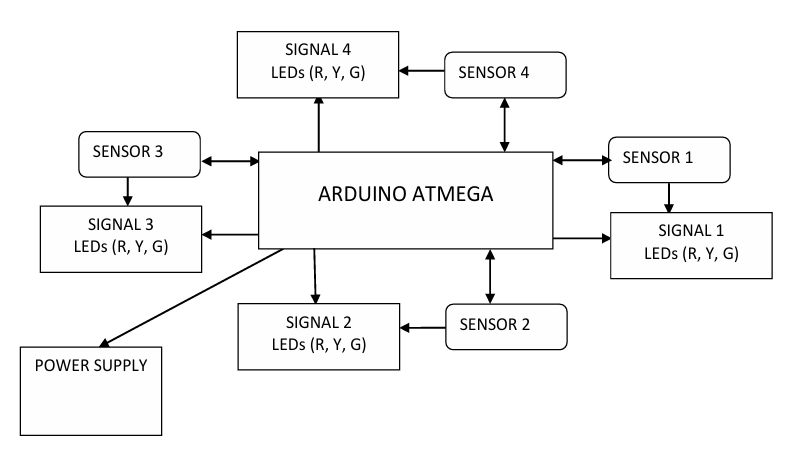 SIGNAL 4
LEDs (R, Y, G)
SENSOR 4
SENSOR 3
SENSOR 1
ARDUINO ATMEGA
SIGNAL 3
LEDs (R, Y, G)
SIGNAL 1
LEDs (R, Y, G)
SIGNAL 2
LEDs (R, Y, G)
SENSOR 2
POWER SUPPLY